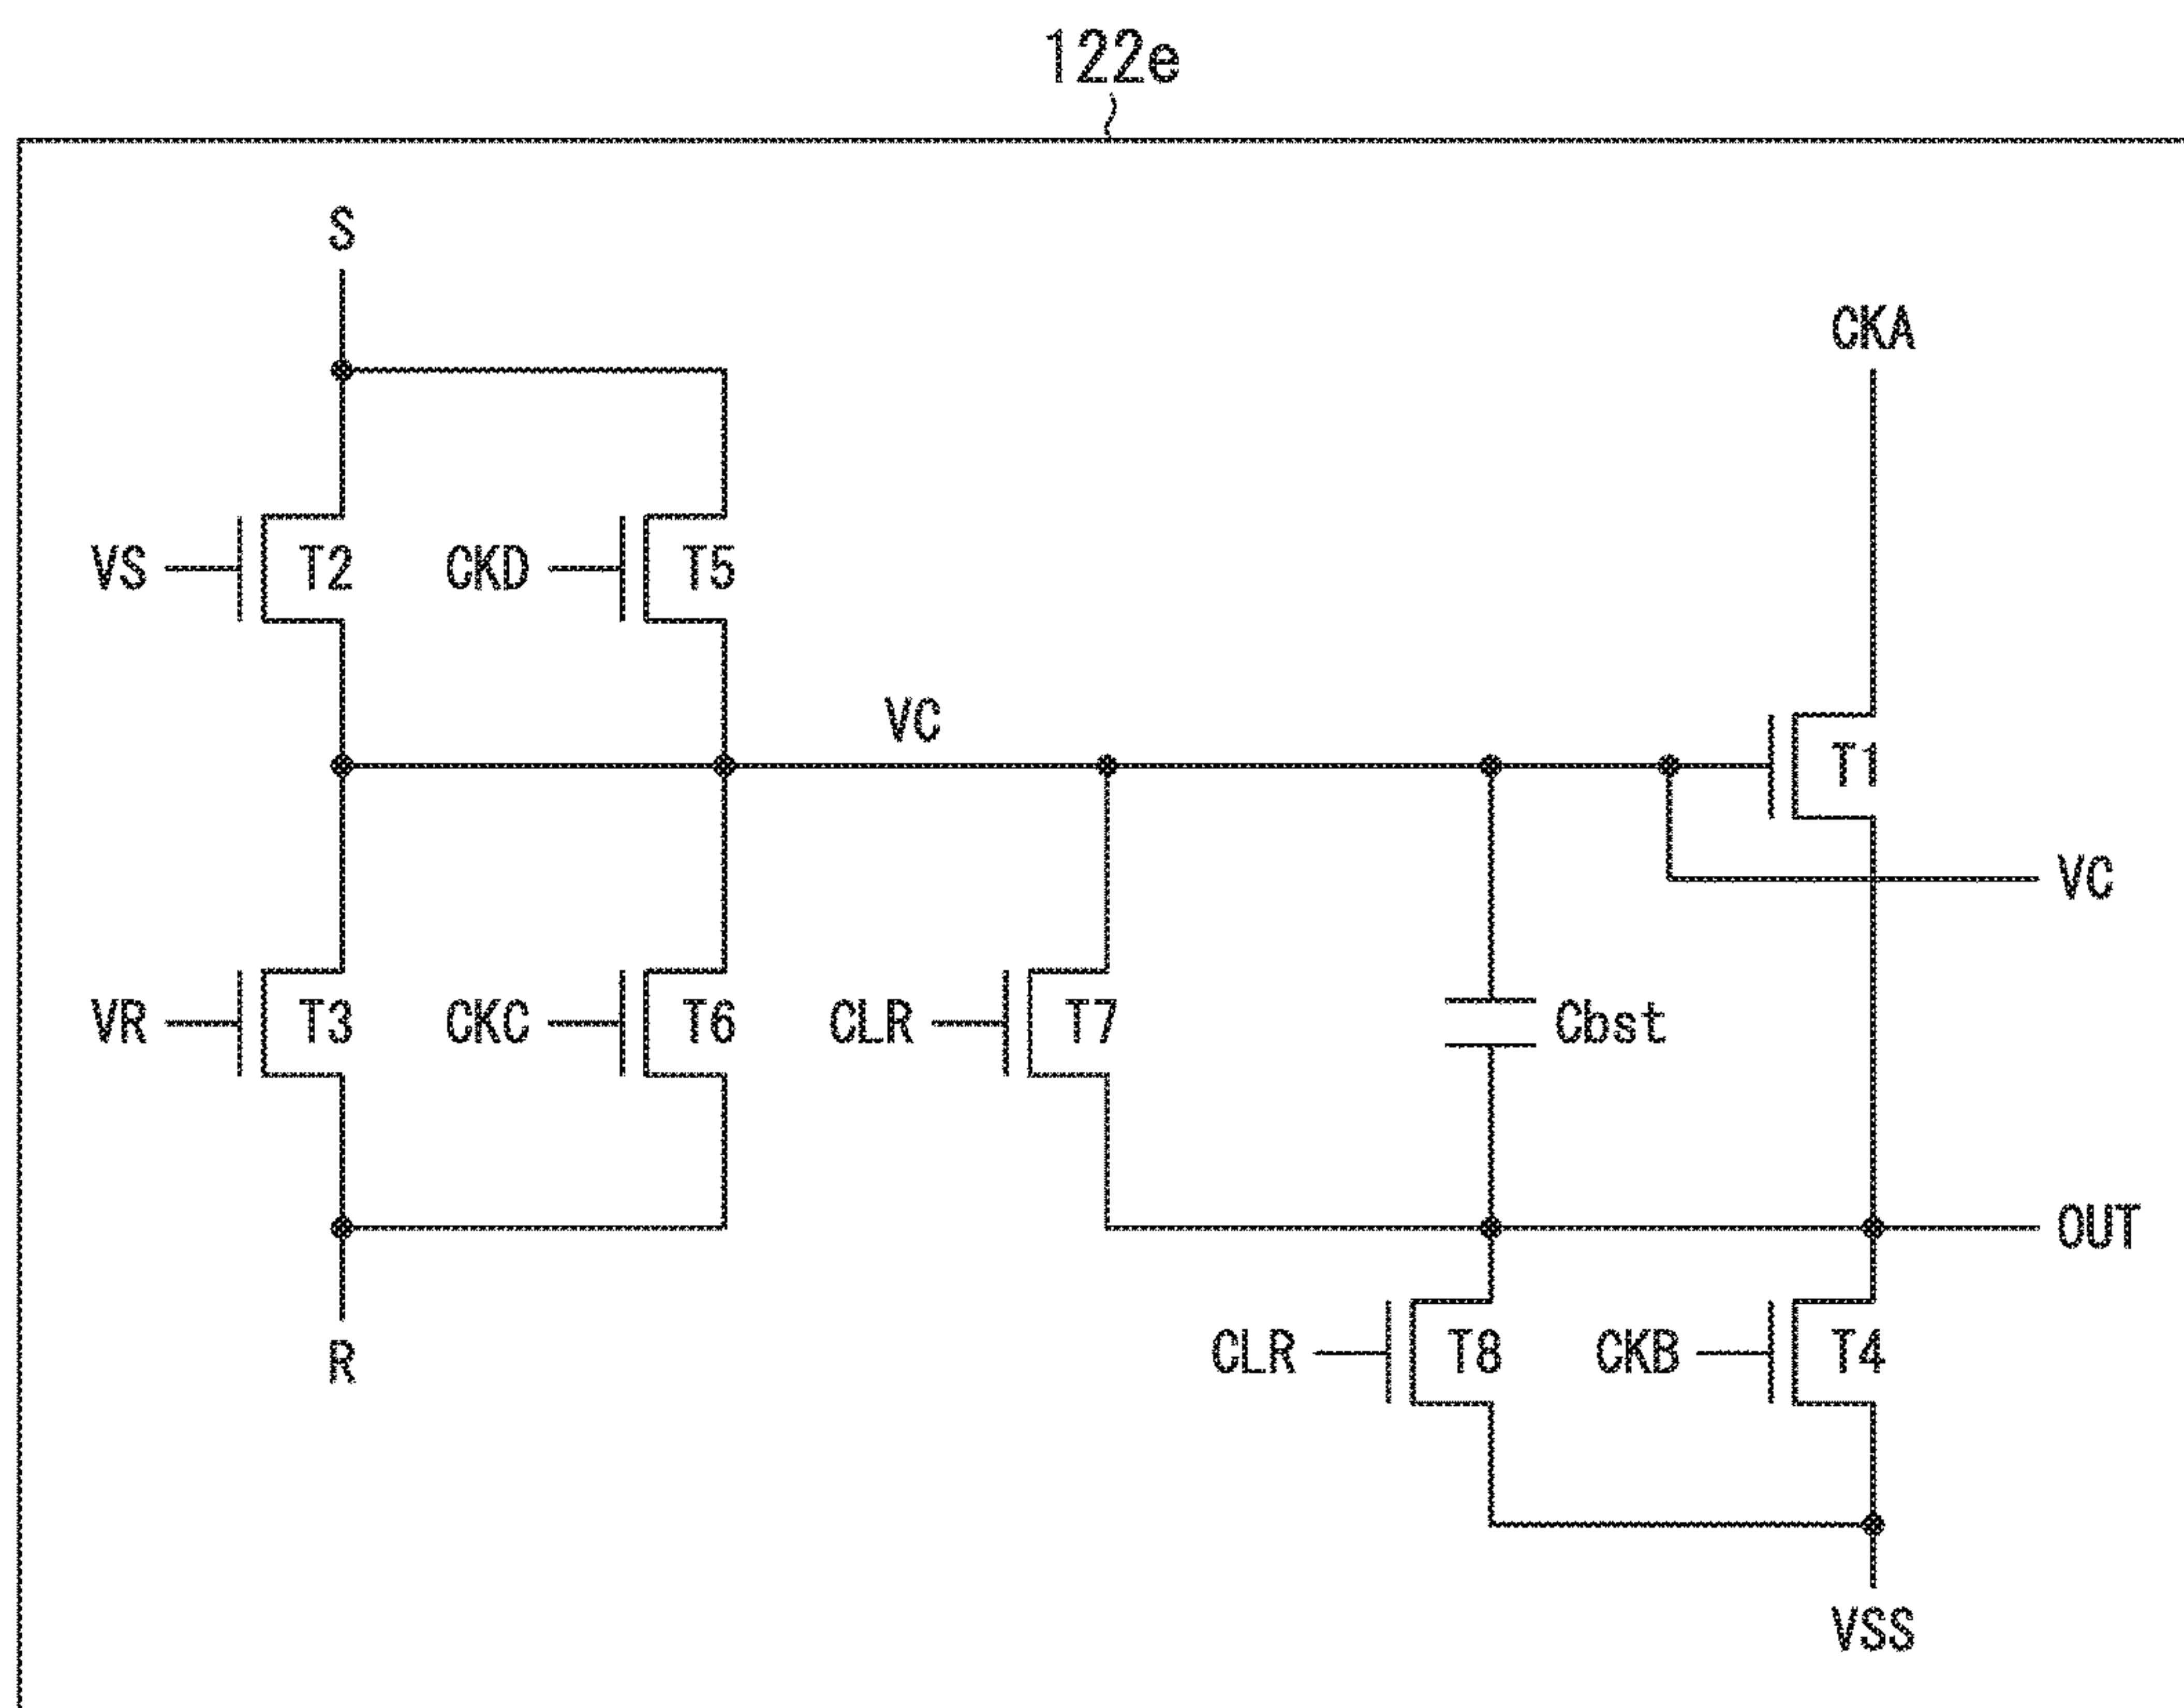 122e
S
CKA
VS T2 CKD T5
VC
T1
VC
VR T3 CKC T6 CLR T7 Cbst
OUT
R CLR T8 CKB T4
VSS